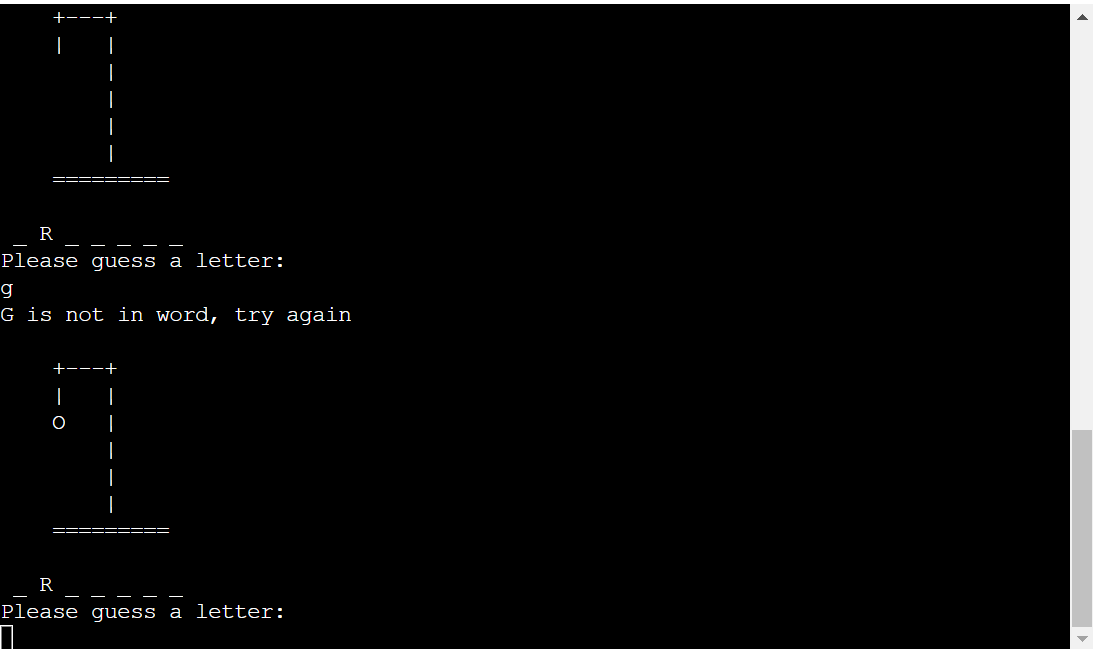 +---+
    |   |
        |
        |
        |
        |
    =========
 _ R _ _ _ _ _
Please guess a letter:
g
G is not in word, try again
    +---+
    |   |
    O   |
        |
        |
        |
    =========
 _ R _ _ _ _ _
Please guess a letter: